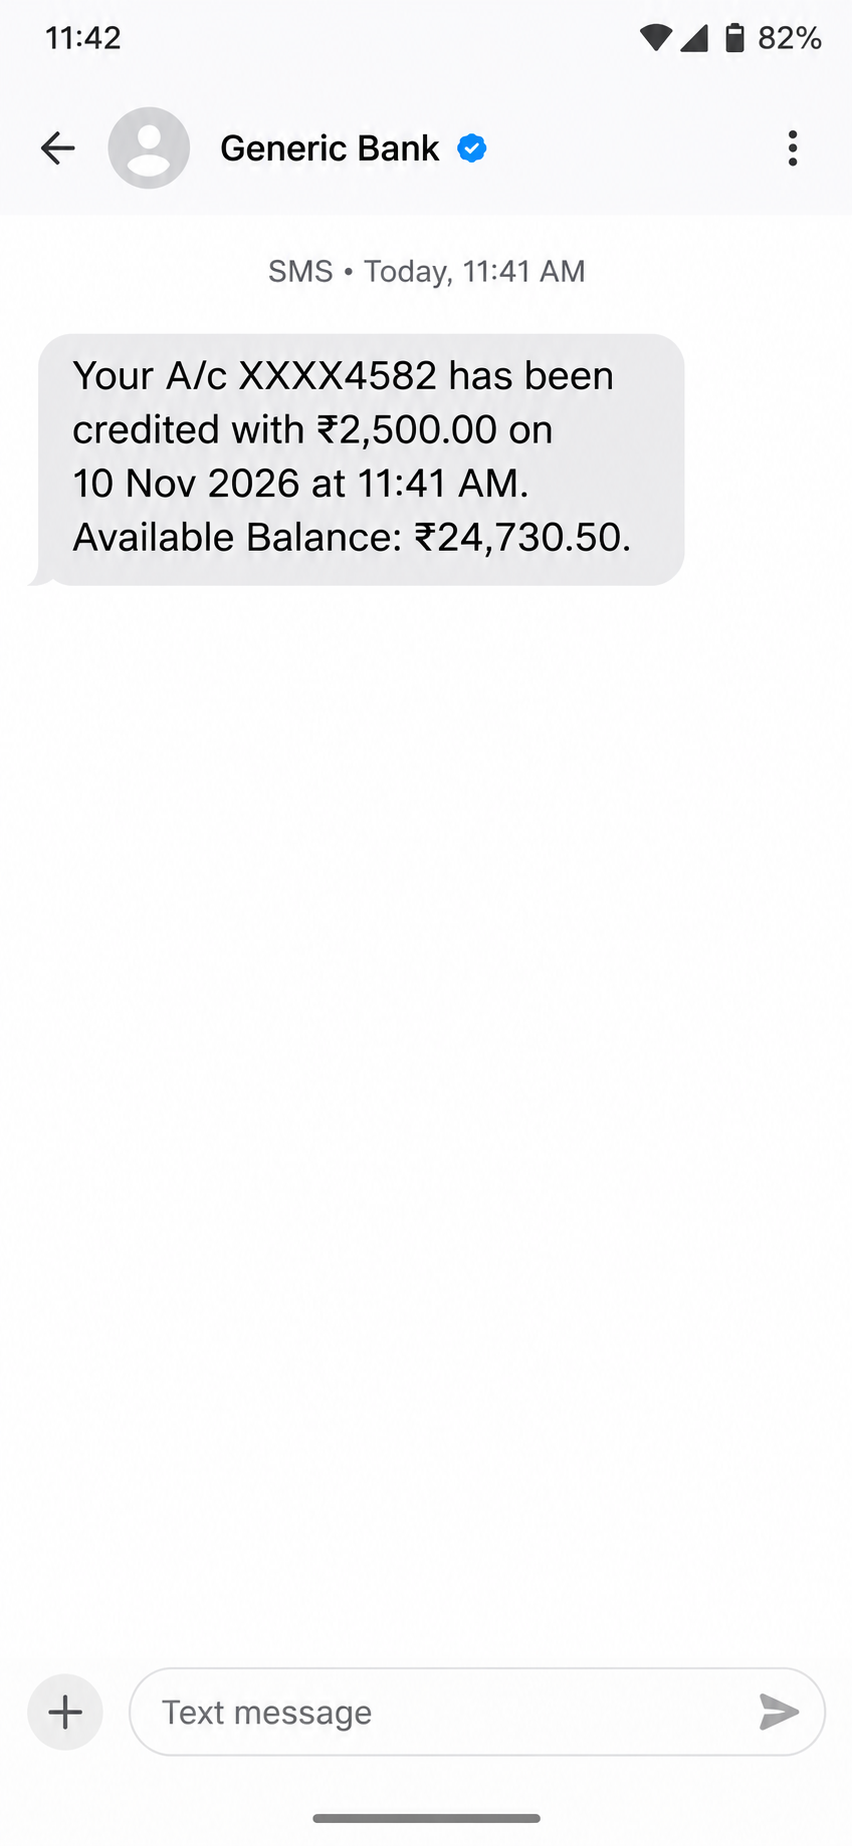 11:42
82%
Generic Bank
SMS • Today, 11:41 AM
Your A/c XXXX4582 has been
credited with ₹2,500.00 on
10 Nov 2026 at 11:41 AM.
Available Balance: ₹24,730.50.
Text message